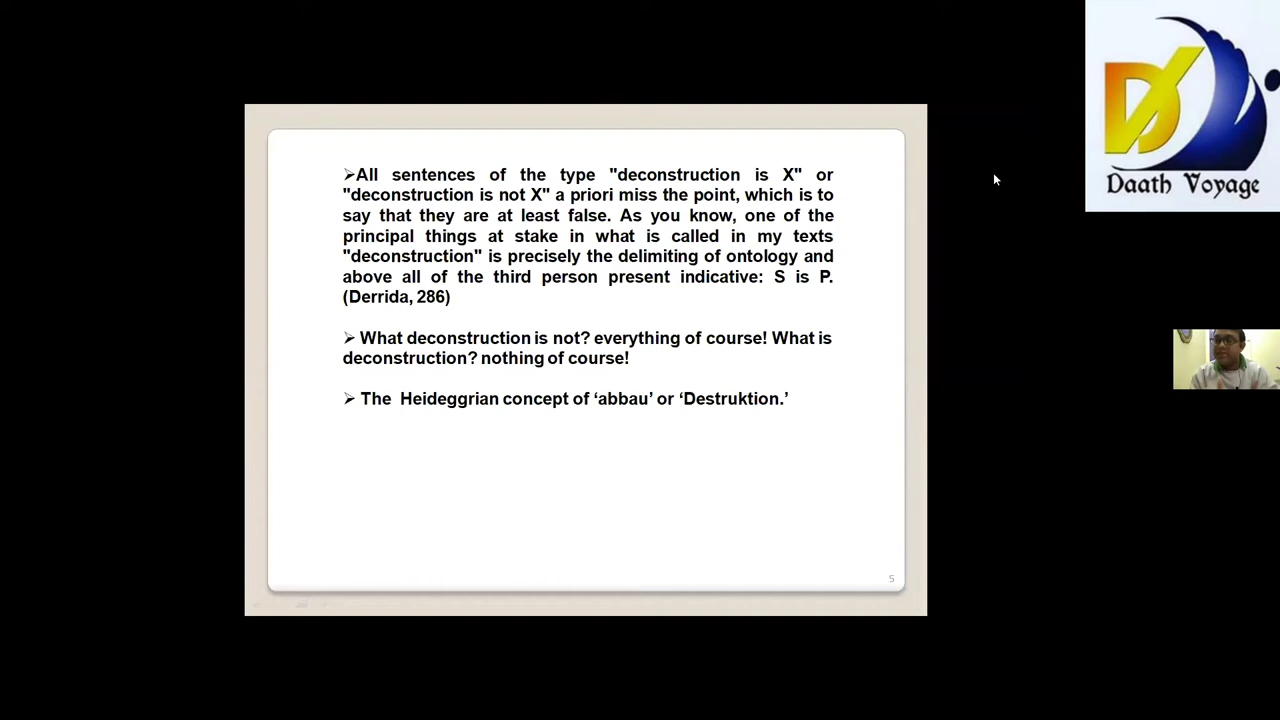 ➢All sentences of the type "deconstruction is X" or
"deconstruction is not X" a priori miss the point, which is to
say that they are at least false. As you know, one of the
principal things at stake in what is called in my texts
"deconstruction" is precisely the delimiting of ontology and
above all of the third person present indicative: S is P.
(Derrida, 286)
➢ What deconstruction is not? everything of course! What is
deconstruction? nothing of course!
➢ The Heideggrian concept of ‘abbau’ or ‘Destruktion.’
5
DV
Daath Voyage